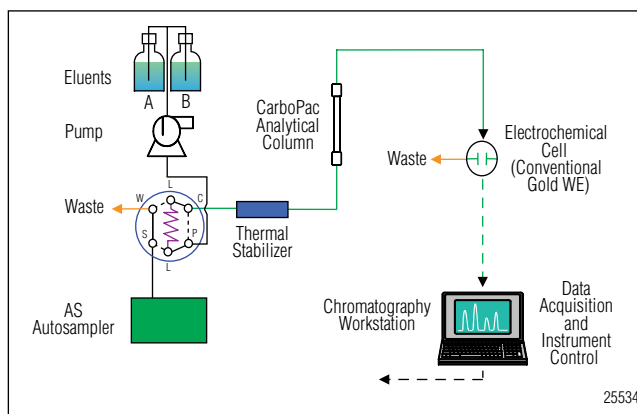 Eluents
A
B
Pump
CarboPac
Analytical
Column
Waste
Electrochemical
Cell
(Conventional
Gold WE)
Waste
L
W
C
S
P
L
Thermal
Stabilizer
AS
Autosampler
Chromatography
Workstation
Data
Acquisition
and
Instrument
Control
25534